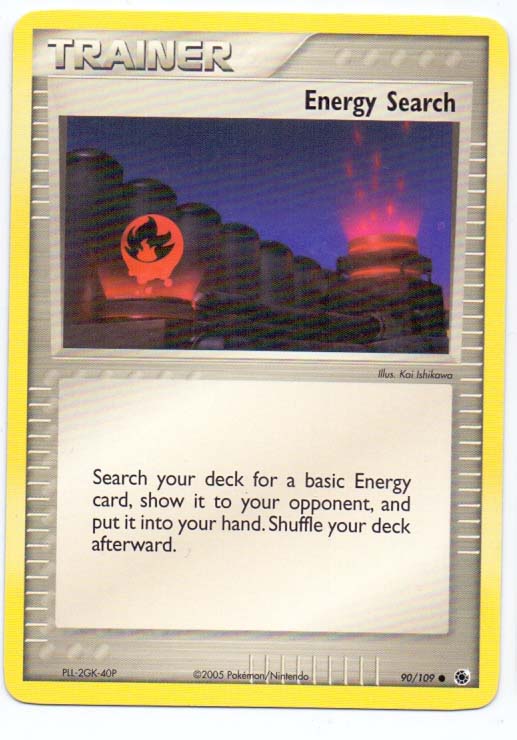 TRAINER
Energy Search
Illus. Kai Ishikawa
Search your deck for a basic Energy
card, show it to your opponent, and
put it into your hand. Shuffle your deck
afterward.
PLL-2GK-40P
©2005 Pokémon/Nintendo
90/109